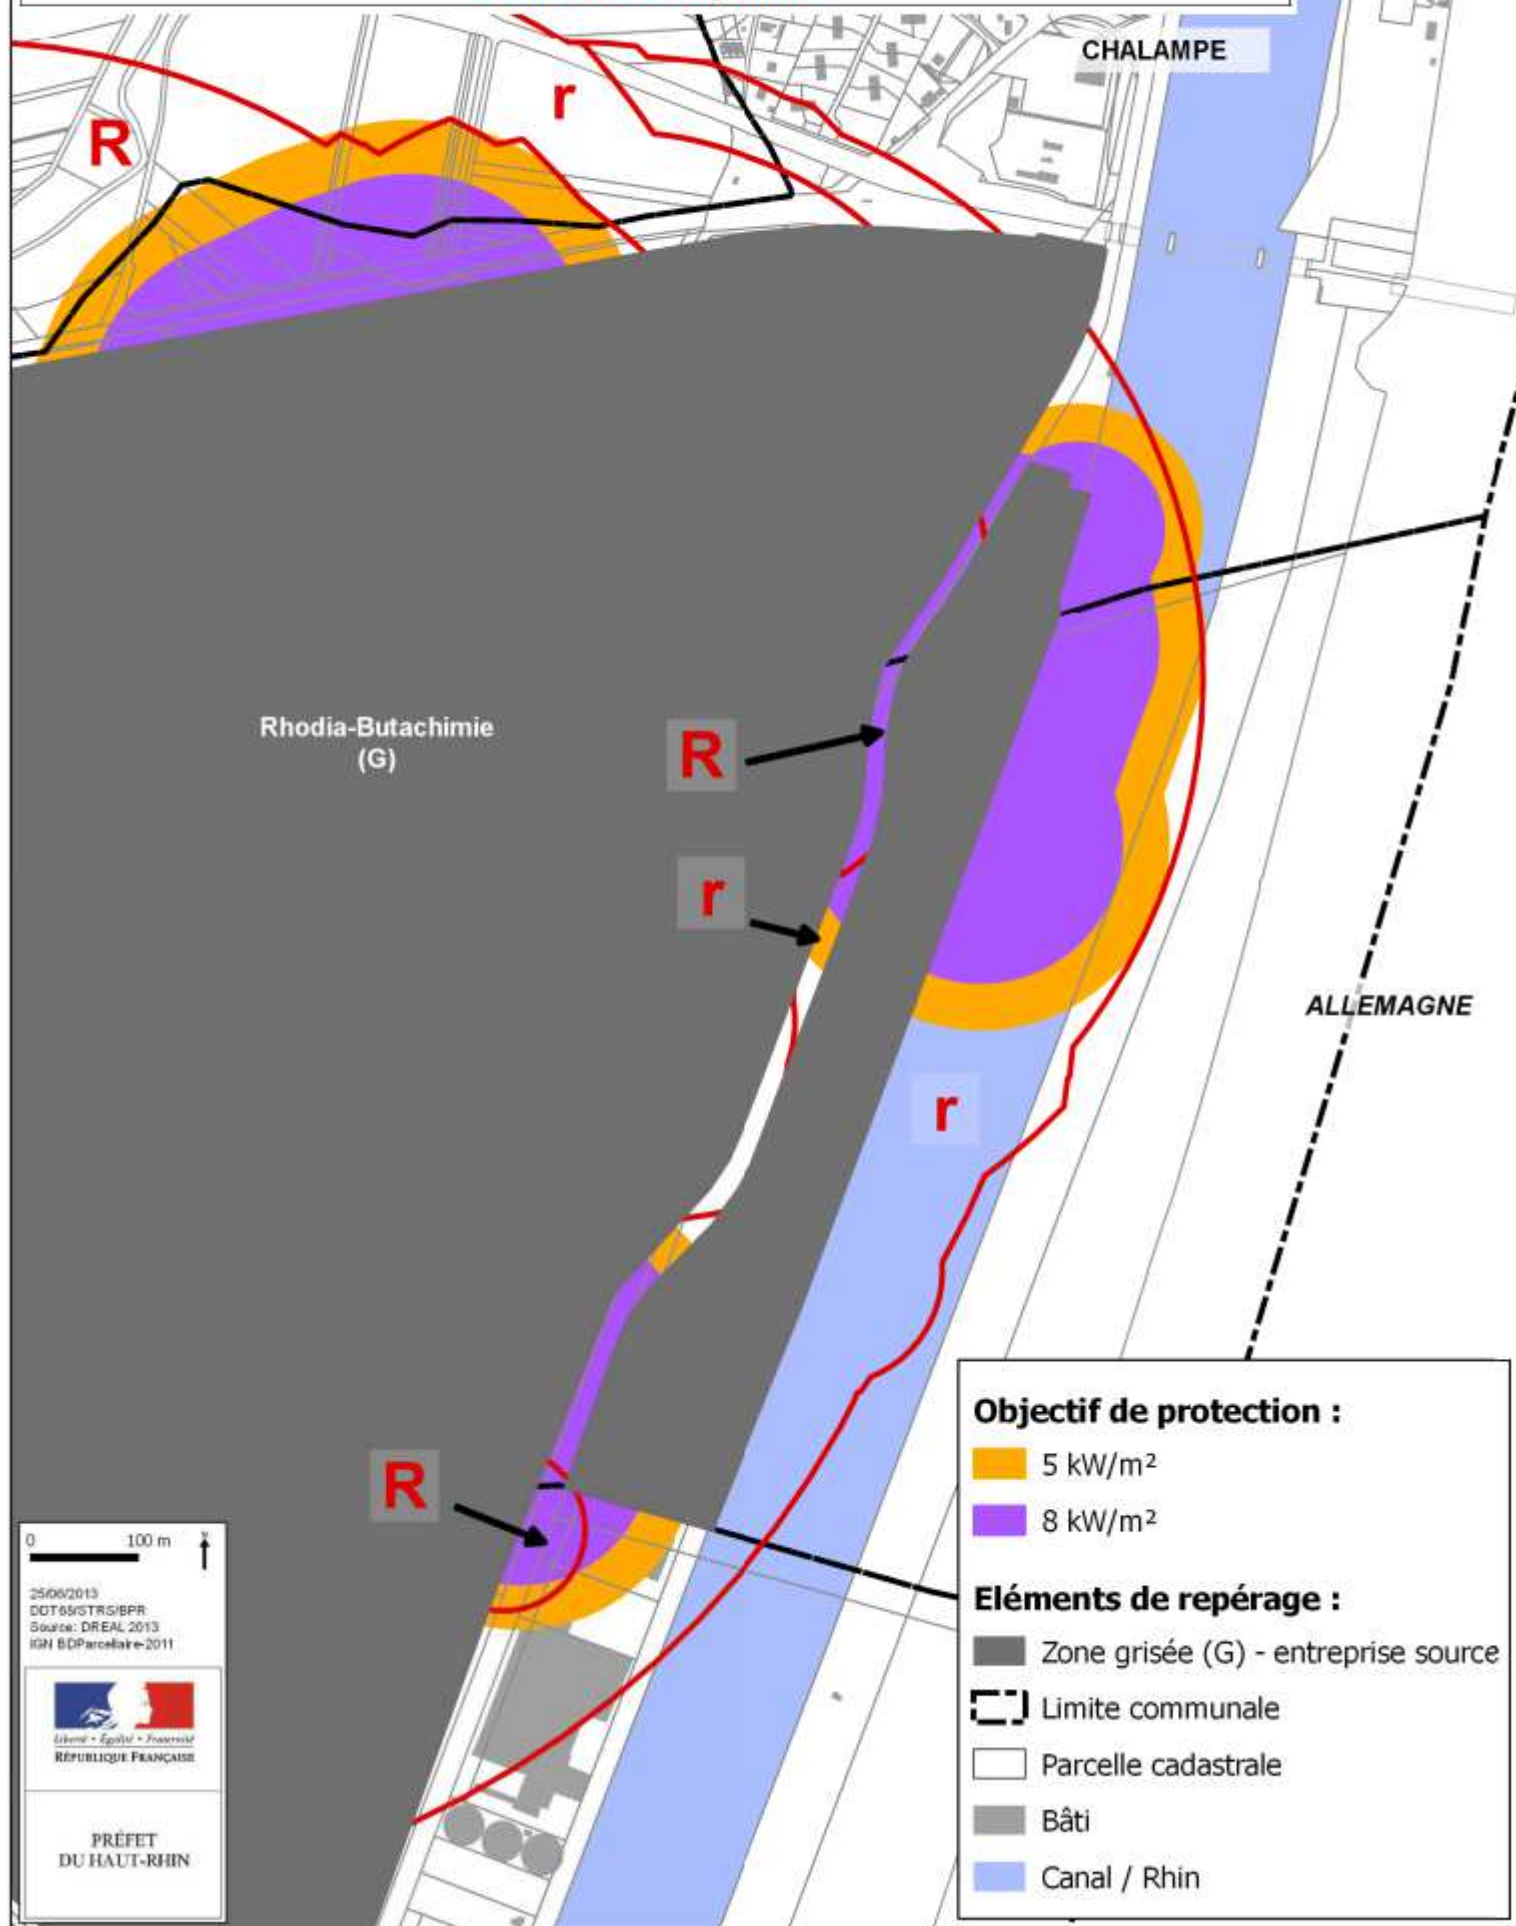 CHALAMPE
R
r
Rhodia-Butachimie
(G)
R
r
ALLEMAGNE
r
R
Objectif de protection :
5 kW/m²
8 kW/m²
Eléments de repérage :
Zone grisée (G) - entreprise source
Limite communale
Parcelle cadastrale
Bâti
Canal / Rhin
0 100 m N
25/06/2013
DDT68/STRS/BPR
Source: DREAL 2013
IGN BDParcellaire-2011
Liberté • Égalité • Fraternité
RÉPUBLIQUE FRANÇAISE
PRÉFET
DU HAUT-RHIN